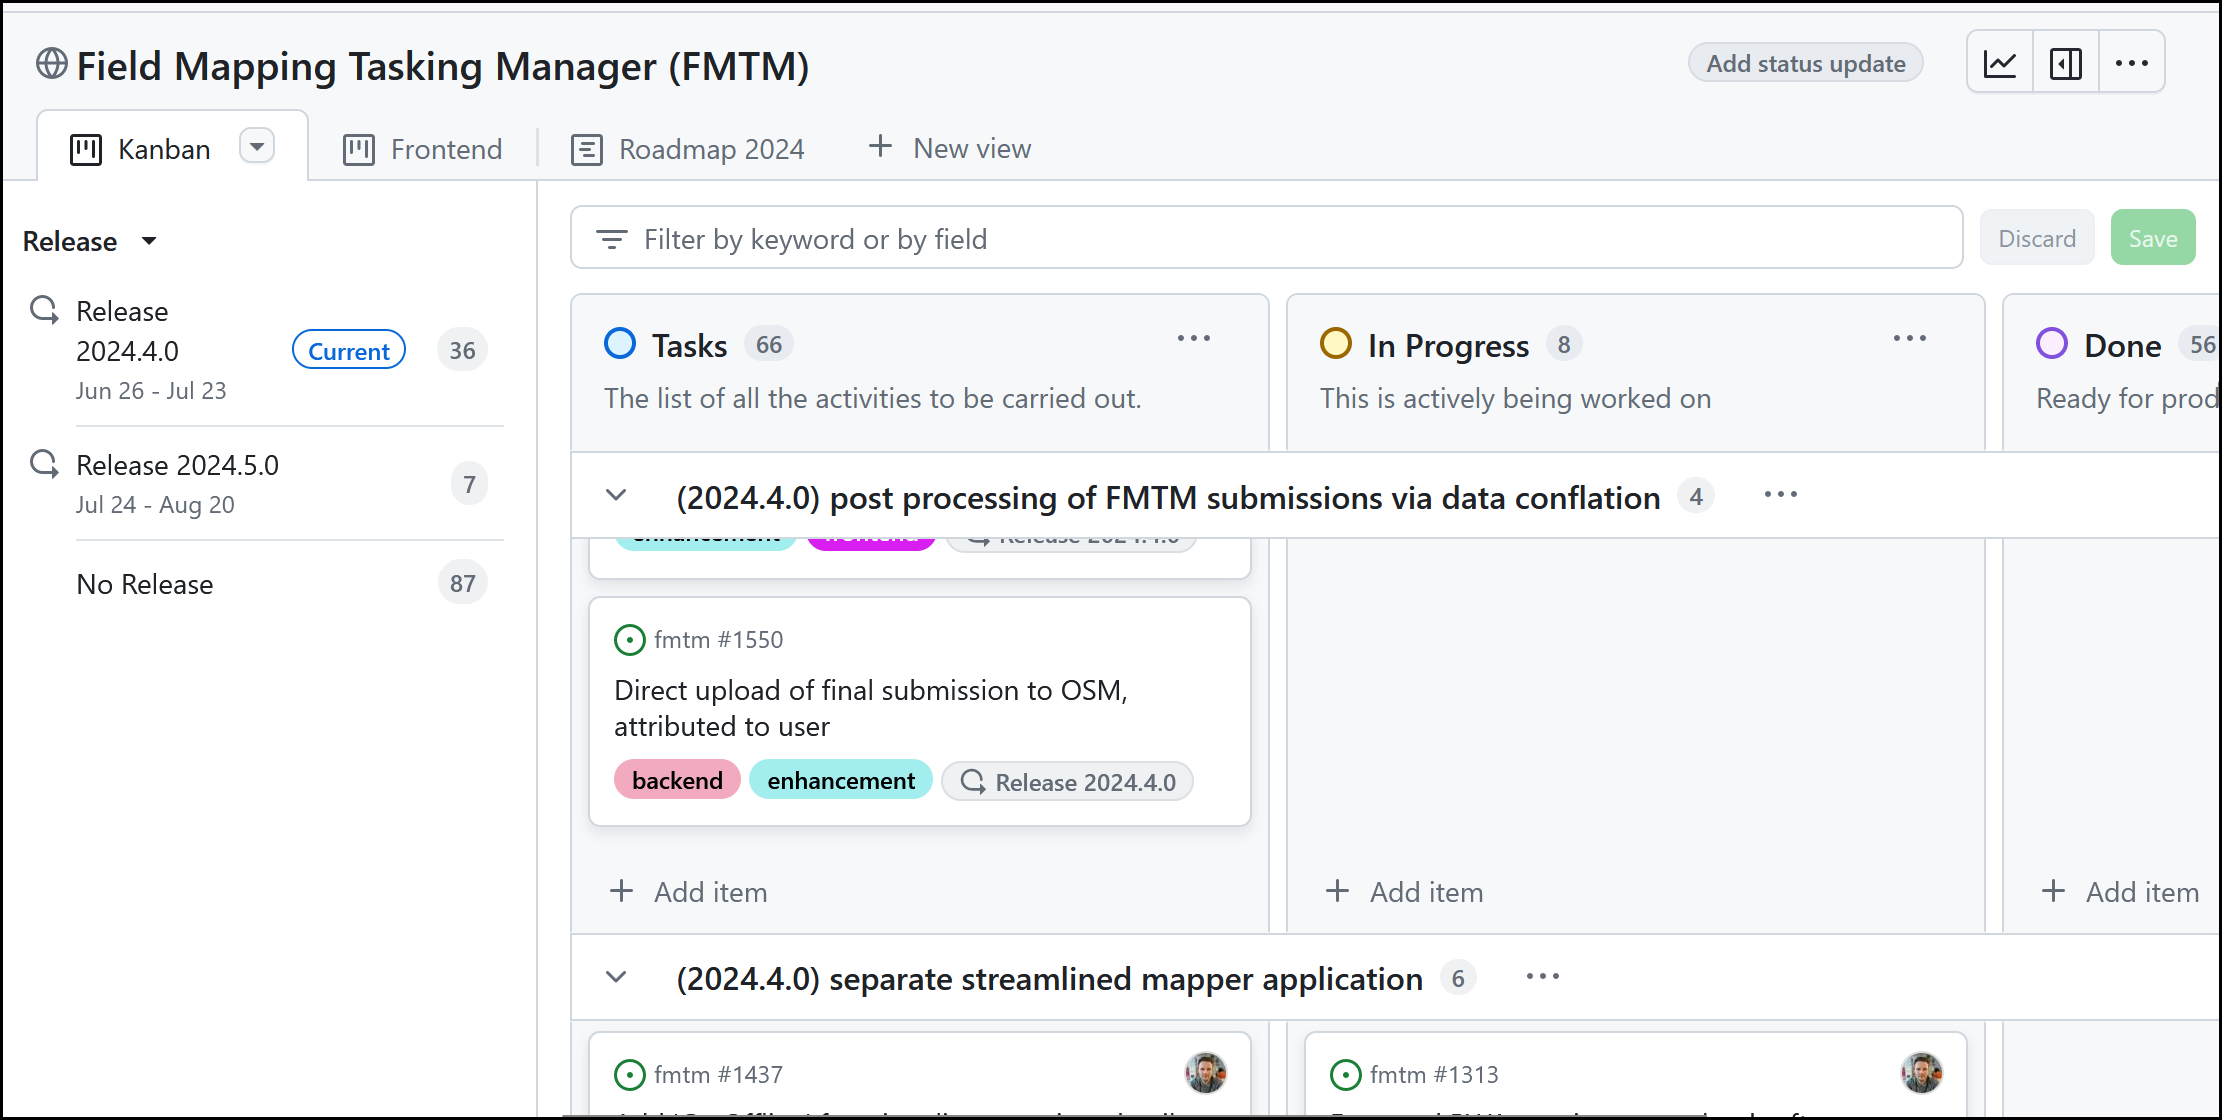 Field Mapping Tasking Manager (FMTM)
Add status update
Kanban
Frontend
Roadmap 2024
New view
Release
Release
2024.4.0
Jun 26 - Jul 23
Current
36
Release 2024.5.0
Jul 24 - Aug 20
7
No Release
87
Filter by keyword or by field
Discard
Save
Tasks 66
The list of all the activities to be carried out.
In Progress 8
This is actively being worked on
Done 56
Ready for prod
(2024.4.0) post processing of FMTM submissions via data conflation 4
enhancement frontend Release 2024.4.0
fmtm #1550
Direct upload of final submission to OSM,
attributed to user
backend enhancement Release 2024.4.0
Add item
Add item
Add item
(2024.4.0) separate streamlined mapper application 6
fmtm #1437
fmtm #1313